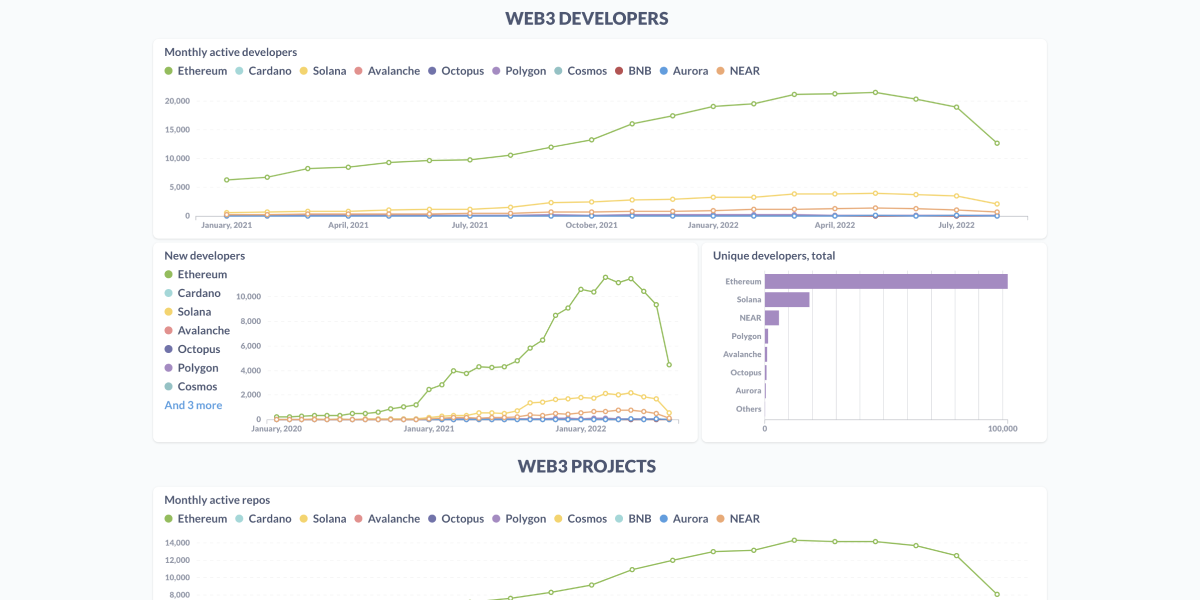 WEB3 DEVELOPERS
Monthly active developers
Ethereum Cardano Solana Avalanche Octopus Polygon Cosmos BNB Aurora NEAR
20,000
15,000
10,000
5,000
0
January, 2021 April, 2021 July, 2021 October, 2021 January, 2022 April, 2022 July, 2022
New developers
Ethereum
Cardano
Solana
Avalanche
Octopus
Polygon
Cosmos
And 3 more
10,000
8,000
6,000
4,000
2,000
0
January, 2020 January, 2021 January, 2022
Unique developers, total
Ethereum
Solana
NEAR
Polygon
Avalanche
Octopus
Aurora
Others
0 100,000
WEB3 PROJECTS
Monthly active repos
Ethereum Cardano Solana Avalanche Octopus Polygon Cosmos BNB Aurora NEAR
14,000
12,000
10,000
8,000